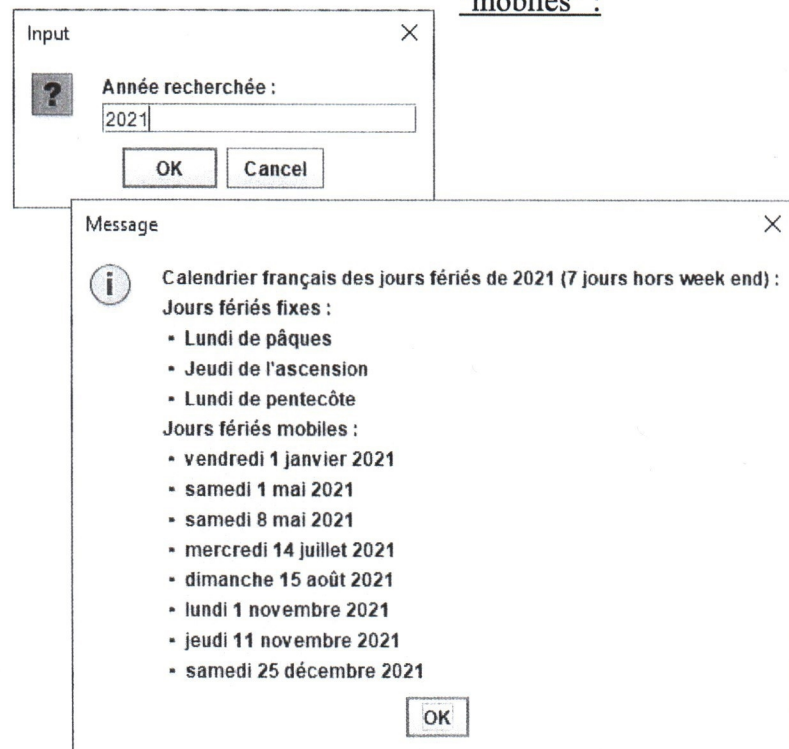 "mobiles" :
Input
Année recherchée :
2021
OK
Cancel
Message
Calendrier français des jours fériés de 2021 (7 jours hors week end) :
Jours fériés fixes :
- Lundi de pâques
- Jeudi de l'ascension
- Lundi de pentecôte
Jours fériés mobiles :
- vendredi 1 janvier 2021
- samedi 1 mai 2021
- samedi 8 mai 2021
- mercredi 14 juillet 2021
- dimanche 15 août 2021
- lundi 1 novembre 2021
- jeudi 11 novembre 2021
- samedi 25 décembre 2021
OK